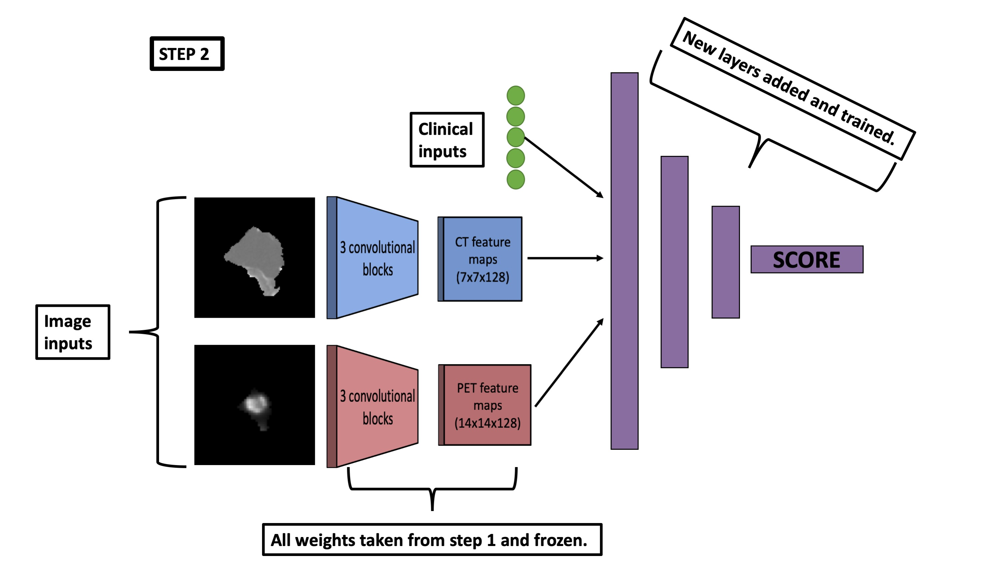 STEP 2
New layers added and trained.
Clinical
inputs
3 convolutional
blocks
CT feature
maps
(7x7x128)
SCORE
Image
inputs
3 convolutional
blocks
PET feature
maps
(14x14x128)
All weights taken from step 1 and frozen.